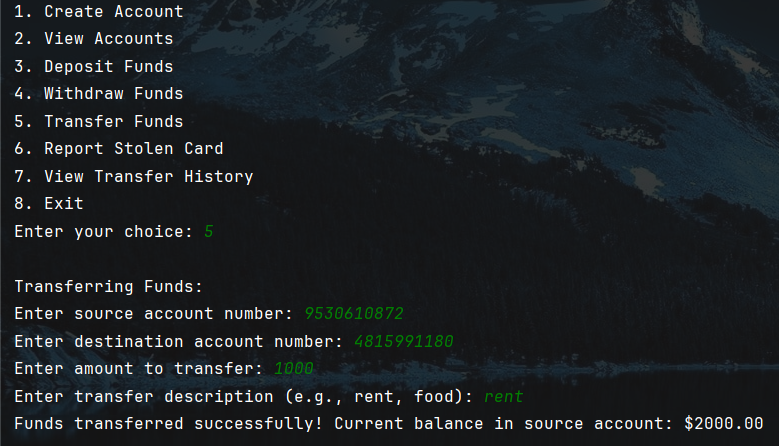 1. Create Account
2. View Accounts
3. Deposit Funds
4. Withdraw Funds
5. Transfer Funds
6. Report Stolen Card
7. View Transfer History
8. Exit
Enter your choice: 5
Transferring Funds:
Enter source account number: 9530610872
Enter destination account number: 4815991180
Enter amount to transfer: 1000
Enter transfer description (e.g., rent, food): rent
Funds transferred successfully! Current balance in source account: $2000.00